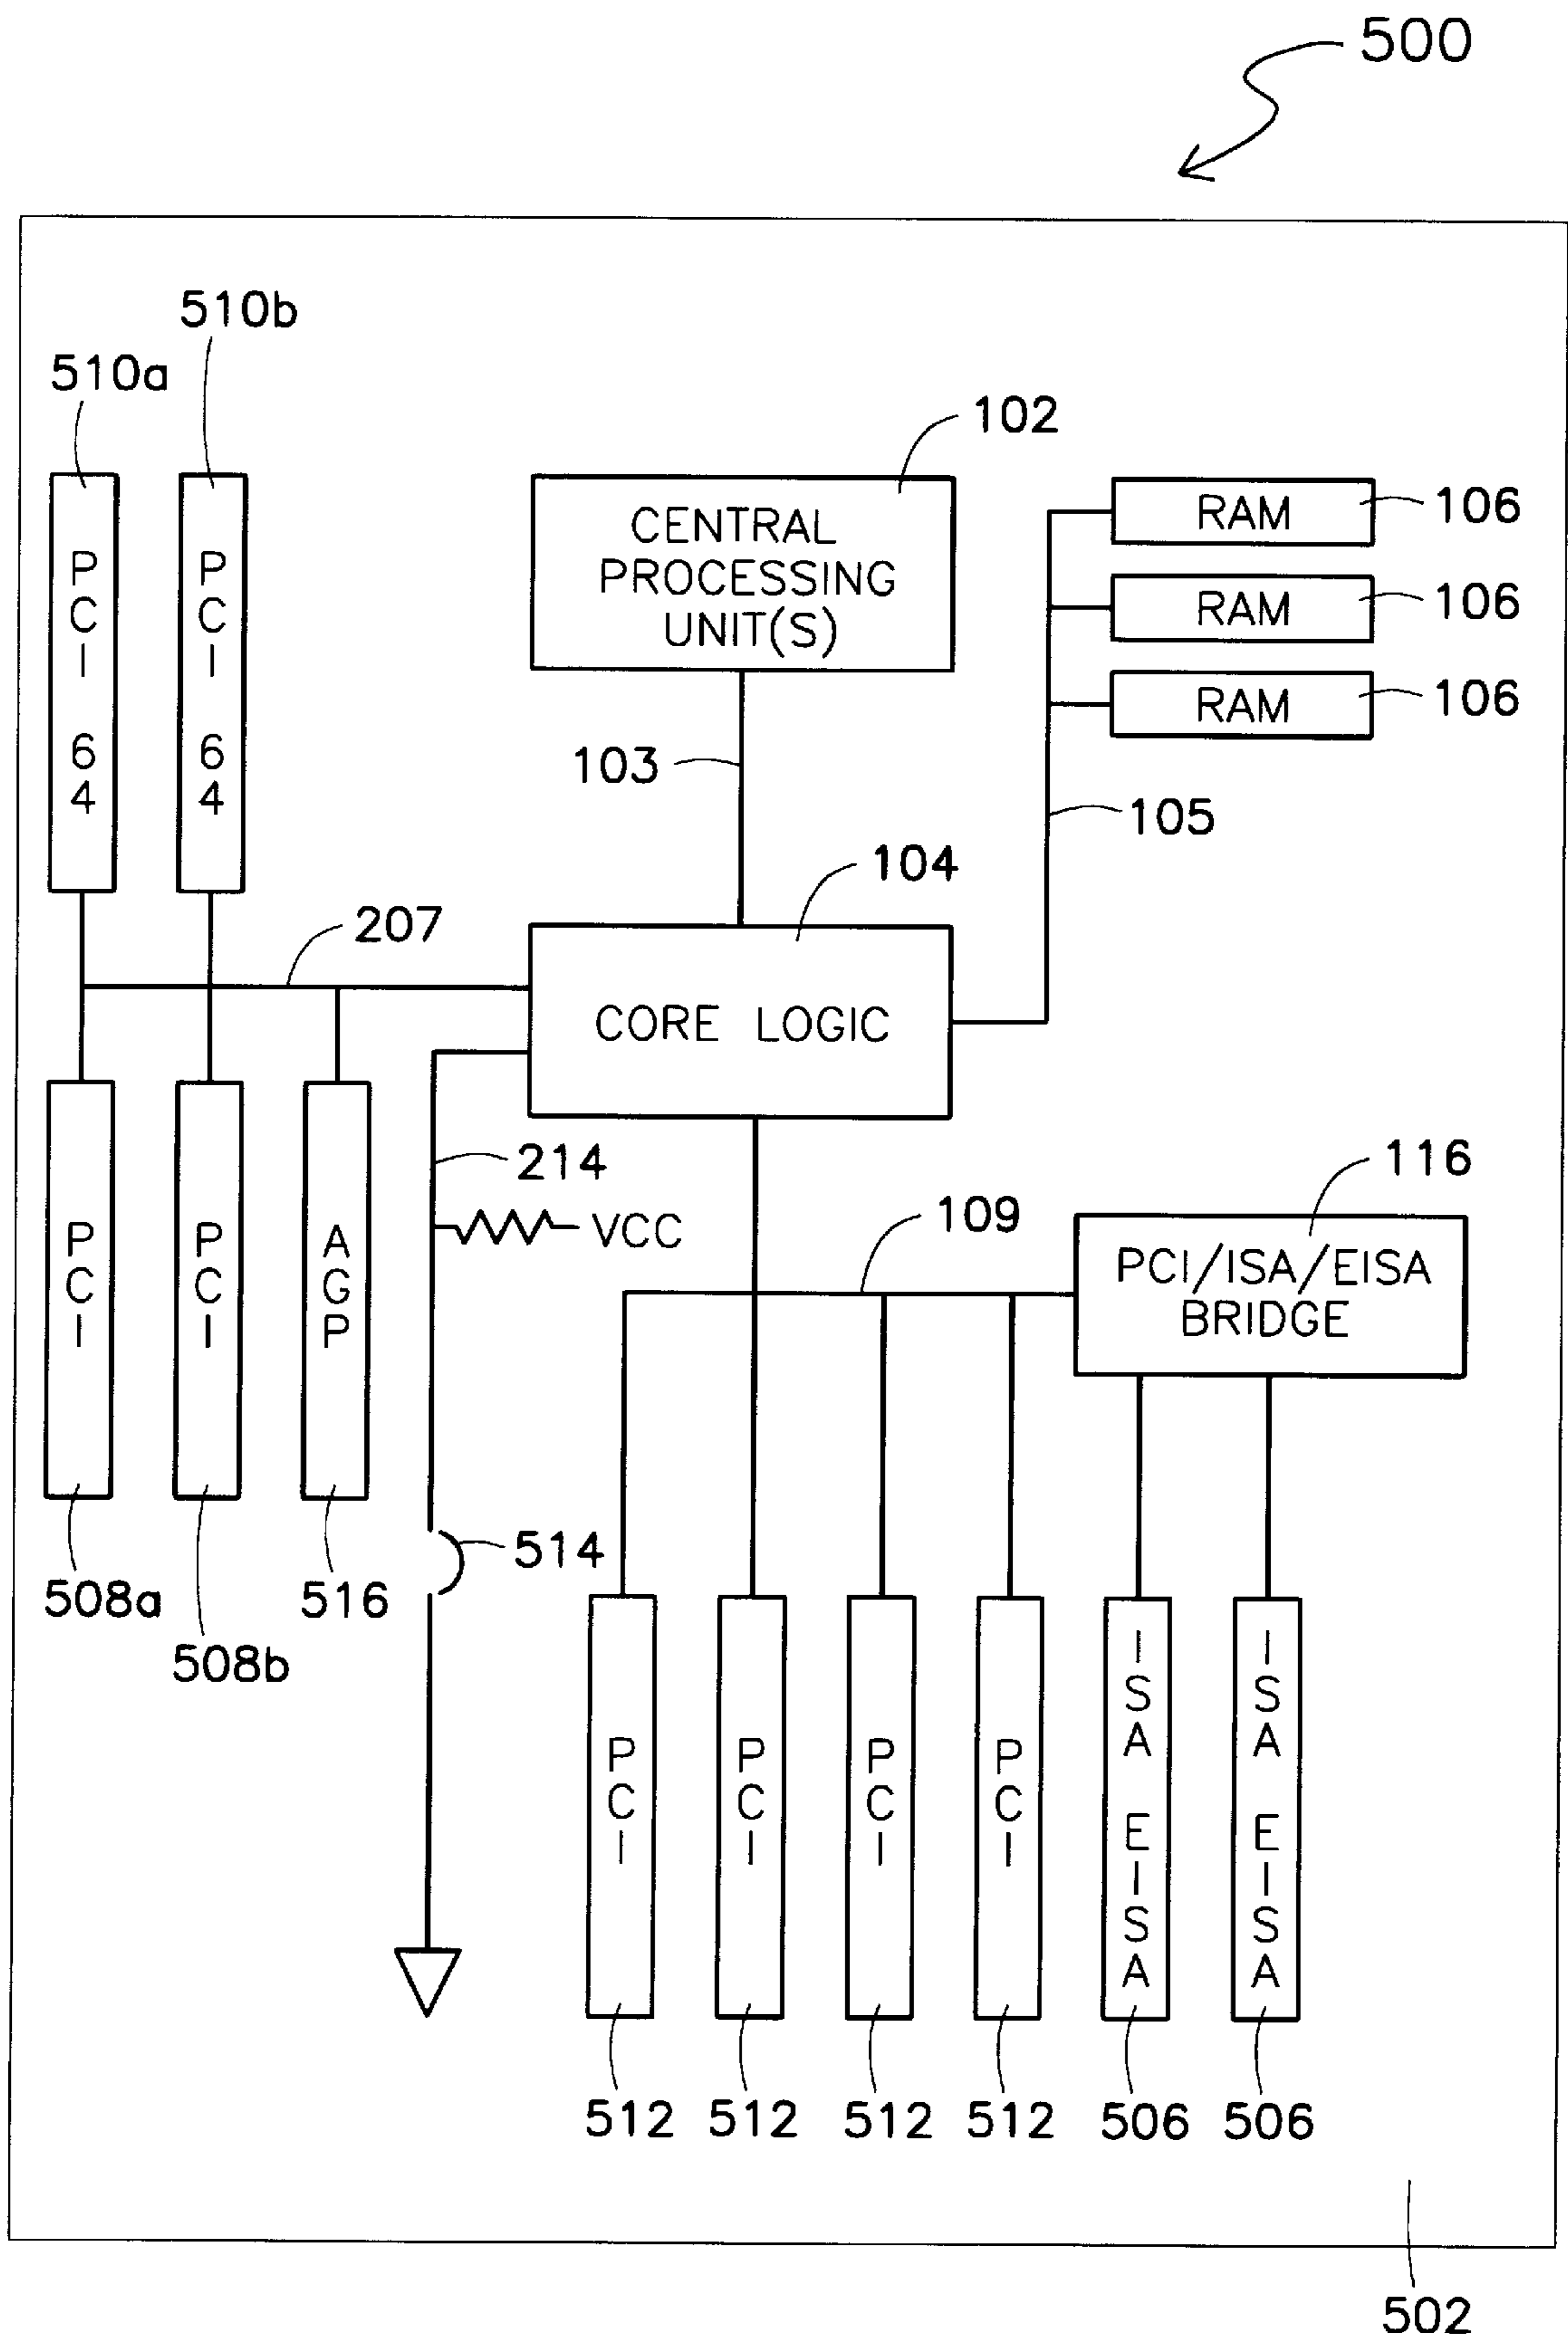 500
510b
510a
102
CENTRAL
PROCESSING
UNIT(S)
RAM
106
RAM
106
RAM
106
PCI 64
PCI 64
103
105
104
207
CORE LOGIC
214
VCC
109
116
PCI/ISA/EISA
BRIDGE
PCI
PCI
AGP
514
508a
516
508b
PCI
PCI
PCI
PCI
ISA EISA
ISA EISA
512
512
512
512
506
506
502